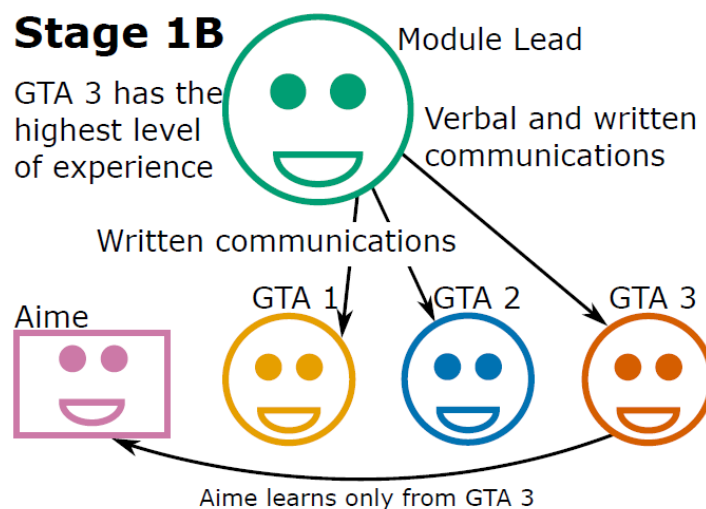 Stage 1B
GTA 3 has the
highest level
of experience
Module Lead
Verbal and written
communications
Written communications
Aime
GTA 1
GTA 2
GTA 3
Aime learns only from GTA 3